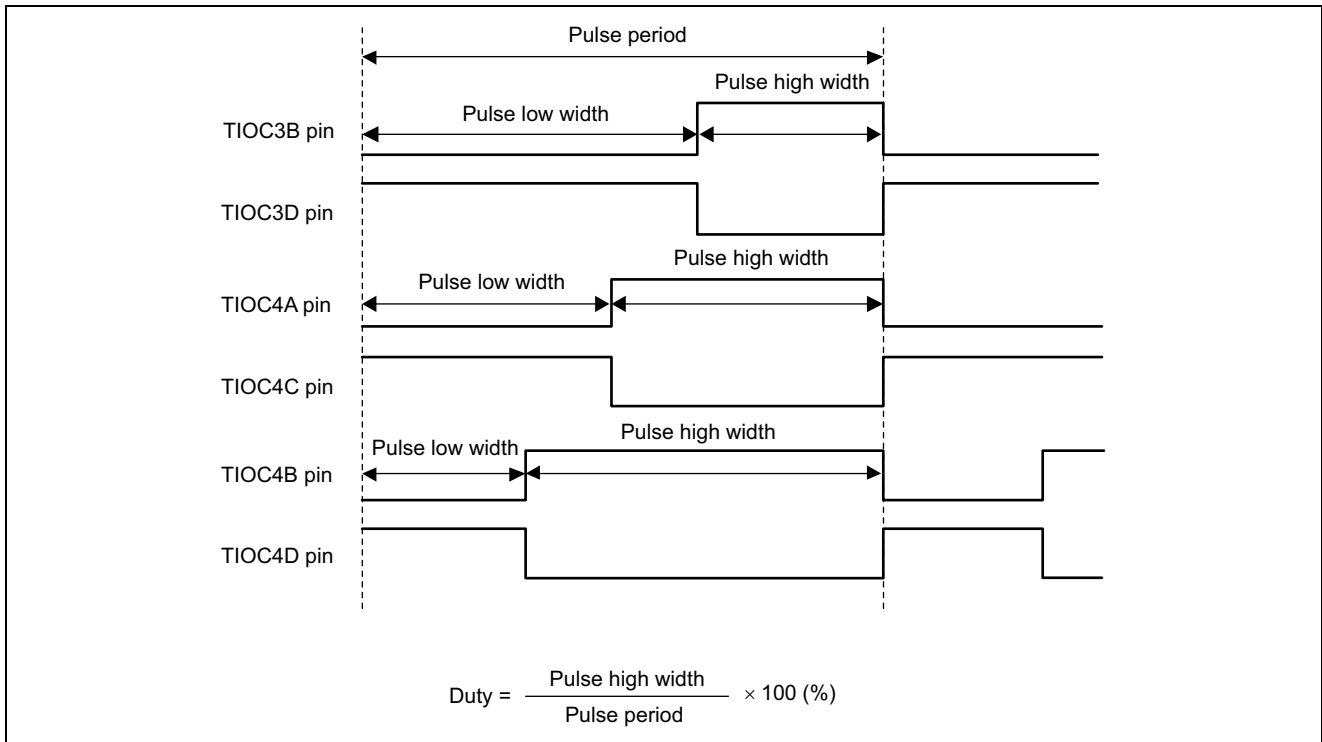 Pulse period
Pulse high width
Pulse low width
TIOC3B pin
TIOC3D pin
Pulse high width
Pulse low width
TIOC4A pin
TIOC4C pin
Pulse high width
Pulse low width
TIOC4B pin
TIOC4D pin
Duty = Pulse high width / Pulse period × 100 (%)